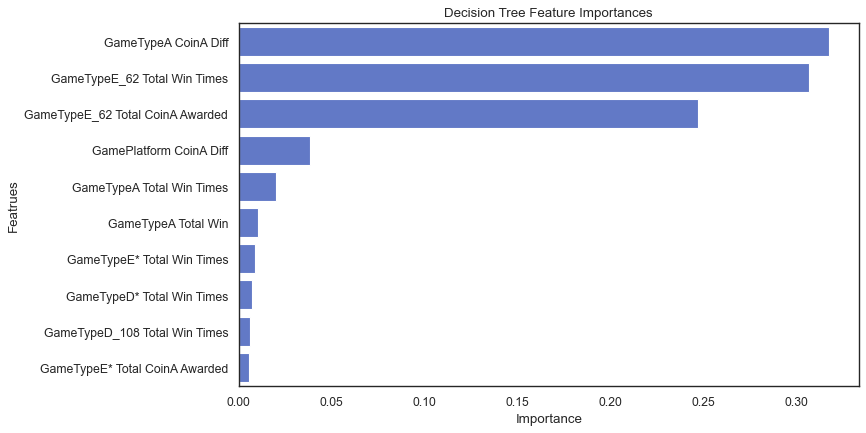 Decision Tree Feature Importances
GameTypeA CoinA Diff
GameTypeE_62 Total Win Times
GameTypeE_62 Total CoinA Awarded
GamePlatform CoinA Diff
GameTypeA Total Win Times
GameTypeA Total Win
GameTypeE* Total Win Times
GameTypeD* Total Win Times
GameTypeD_108 Total Win Times
GameTypeE* Total CoinA Awarded
Featrues
0.00 0.05 0.10 0.15 0.20 0.25 0.30
Importance